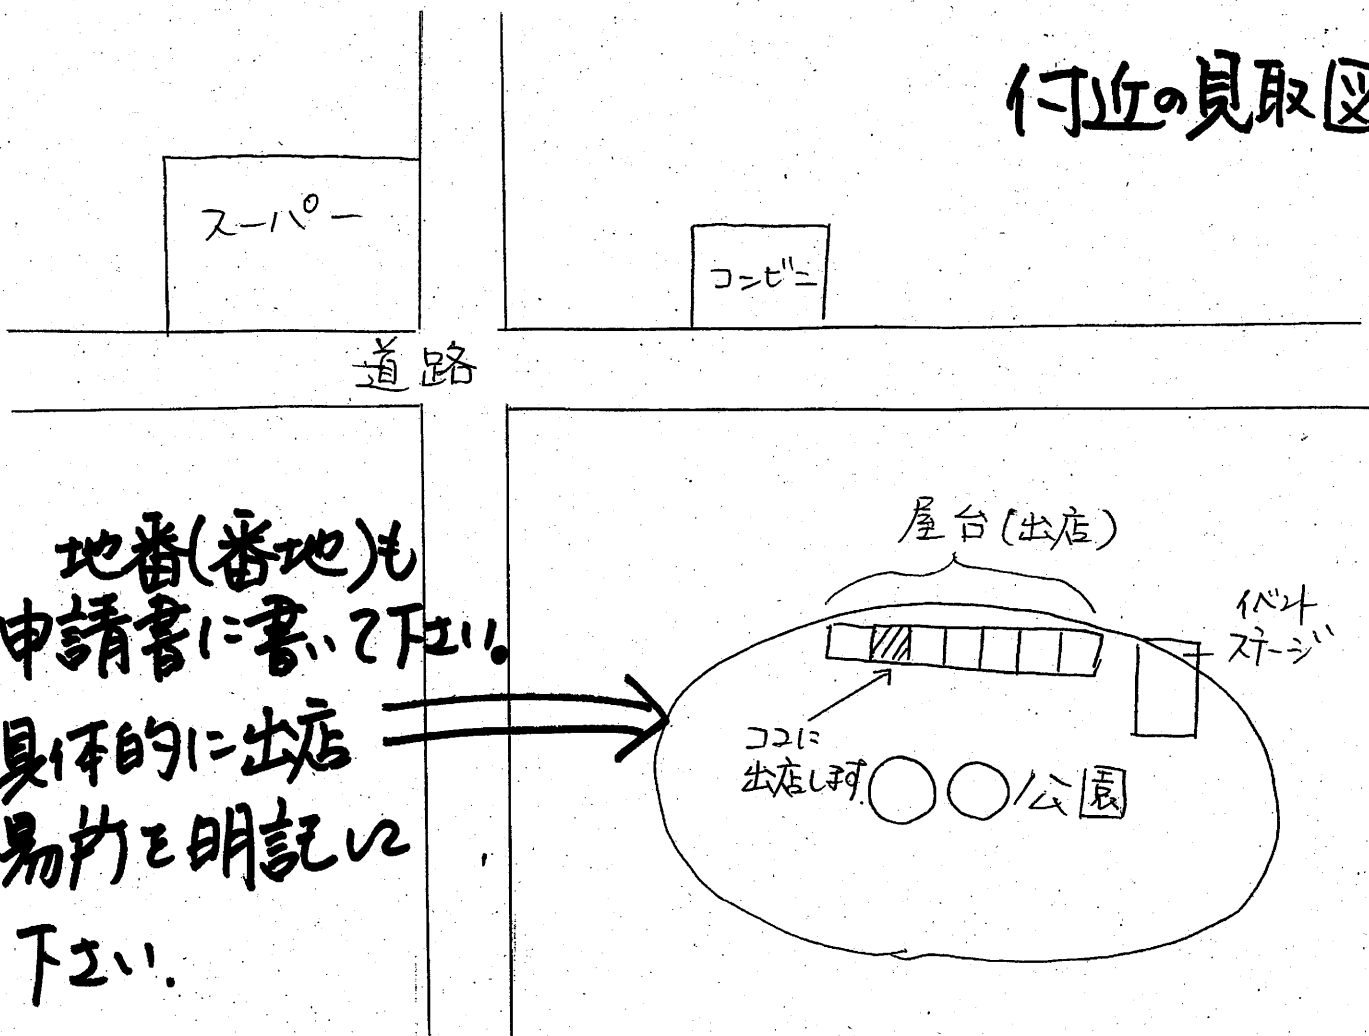 付近の見取図
スーパー
コンビニ
道路
屋台(出店)
イベント
ステージ
ココに
出店します。
〇〇公園
地番(番地)も
申請書に書いて下さい。
具体的に出店
場所を明記して
下さい。